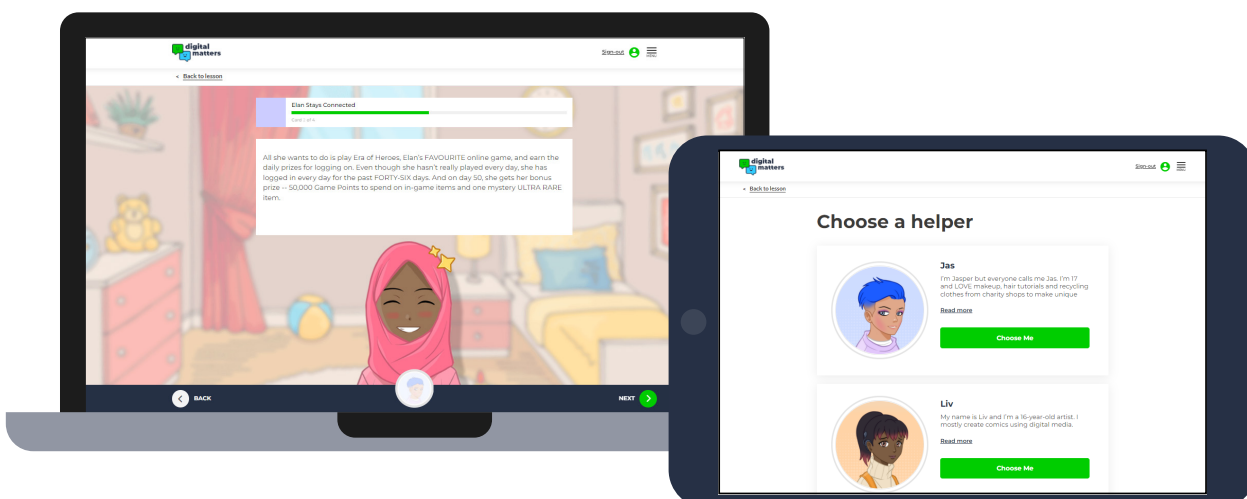 digital
matters
Sign-out
MENU
< Back to lesson
Elan Stays Connected
Card 1 of 4
All she wants to do is play Era of Heroes, Elan's FAVOURITE online game, and earn the
daily prizes for logging on. Even though she hasn't really played every day, she has
logged in every day for the past FORTY-SIX days. And on day 50, she gets her bonus
prize -- 50,000 Game Points to spend on in-game items and one mystery ULTRA RARE
item.
BACK
NEXT
digital
matters
Sign-out
MENU
< Back to lesson
Choose a helper
Jas
I'm Jasper but everyone calls me Jas. I'm 17
and LOVE makeup, hair tutorials and recycling
clothes from charity shops to make unique
Read more
Choose Me
Liv
My name is Liv and I'm a 16-year-old artist. I
mostly create comics using digital media.
Read more
Choose Me